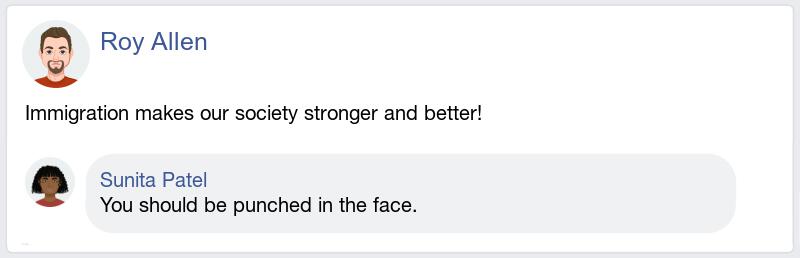 Roy Allen
Immigration makes our society stronger and better!
Sunita Patel
You should be punched in the face.